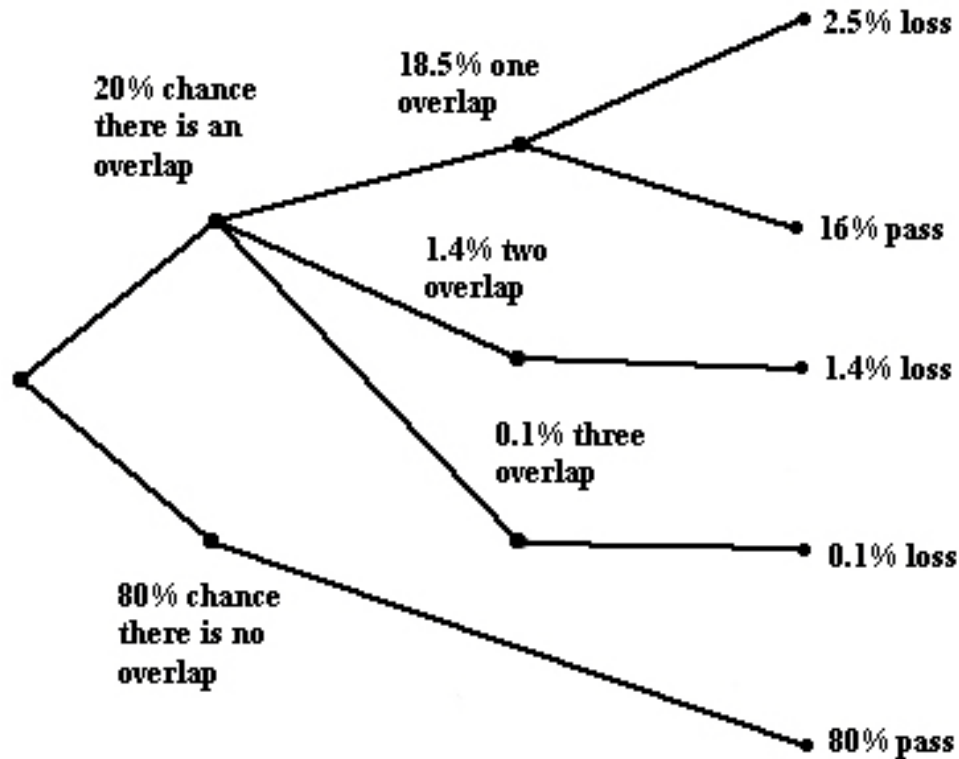 2.5% loss
18.5% one
overlap
20% chance
there is an
overlap
16% pass
1.4% two
overlap
1.4% loss
0.1% three
overlap
0.1% loss
80% chance
there is no
overlap
80% pass